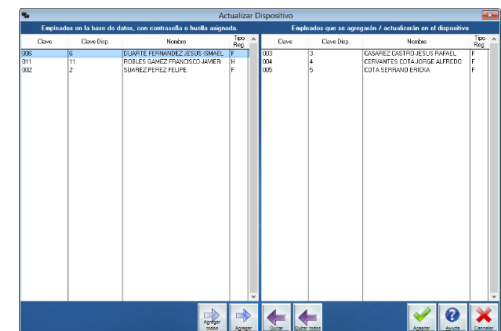 Actualizar Dispositivo
Empleados en la base de datos, con contraseña o huella asignada
Clave Clave Disp. Nombre Tipo Reg
006 6 DUARTE FERNANDEZ JESUS ISMAEL F
011 11 ROBLES GAMEZ FRANCISCO JAVIER H
002 2 SUAREZ PEREZ FELIPE F
Agregar todos Agregar
Empleados que se agregarán / actualizarán en el dispositivo
Clave Clave Disp. Nombre Tipo Reg
003 3 CASAREZ CASTRO JESUS RAFAEL F
004 4 CERVANTES COTA JORGE ALFREDO F
005 5 COTA SERRANO ERICKA F
Quitar Quitar todos Aceptar Ayuda Cancelar